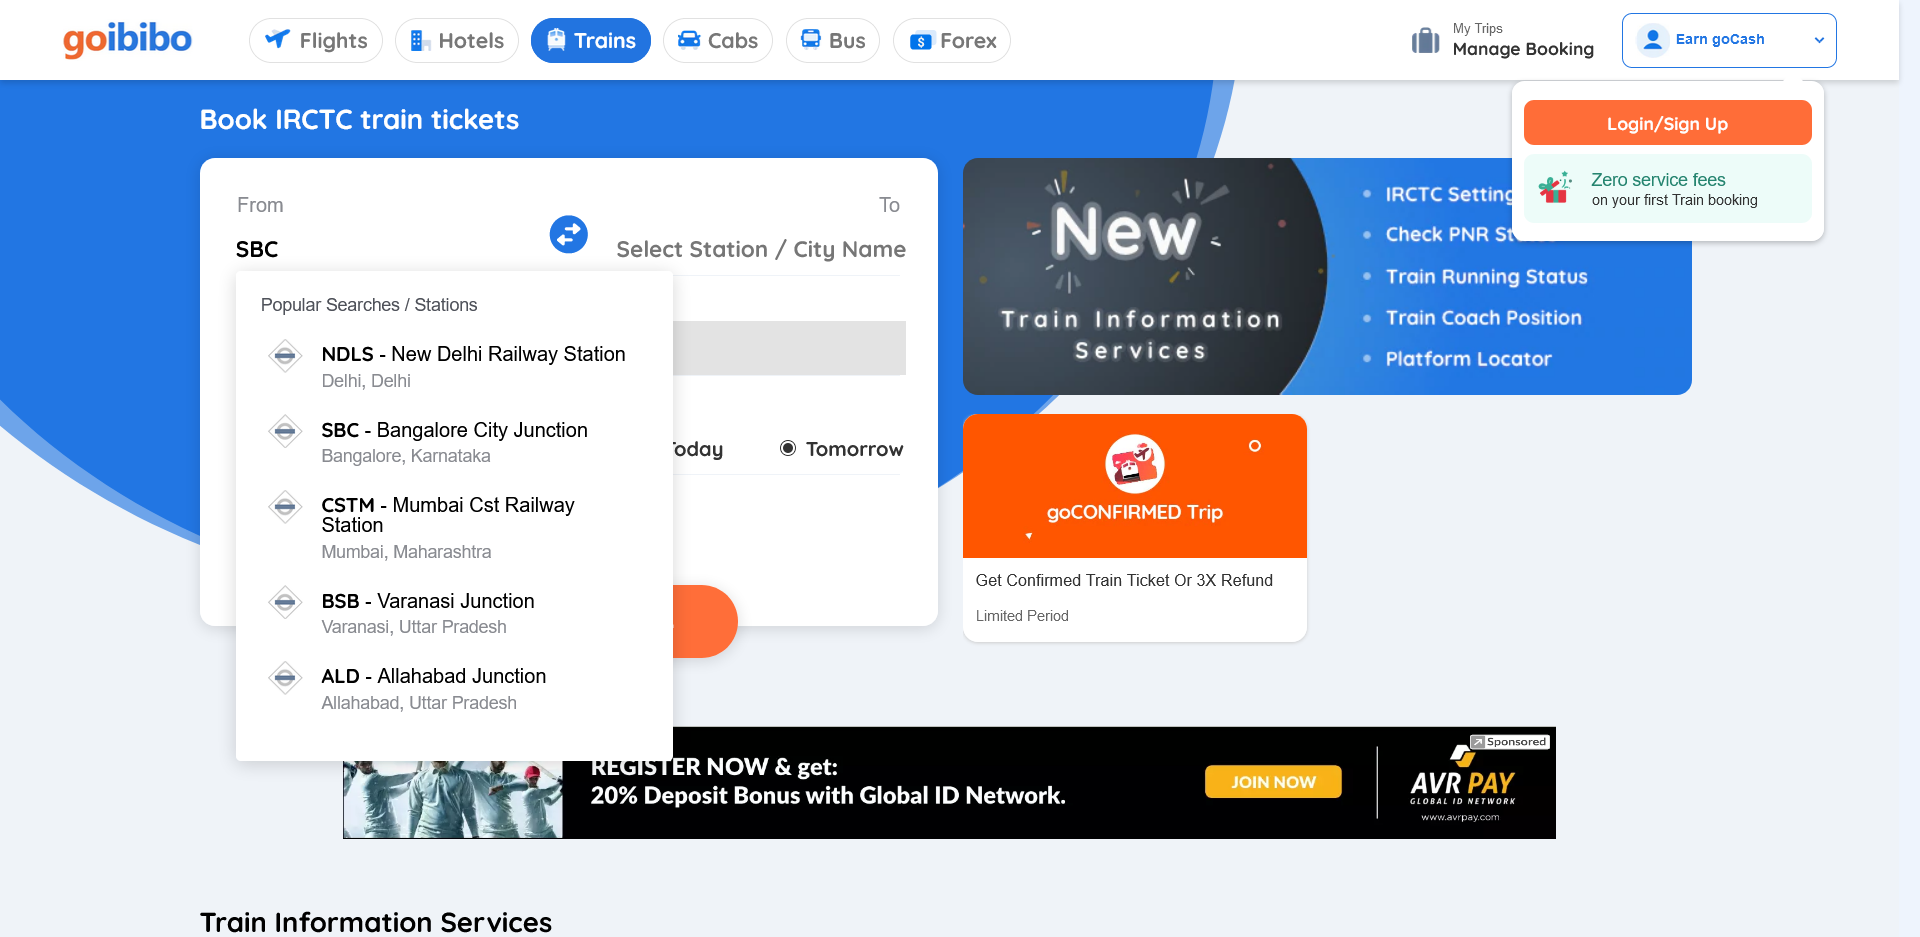 goibibo
Flights
Hotels
Trains
Cabs
Bus
Forex
My Trips
Manage Booking
Earn goCash
Login/Sign Up
Zero service fees
on your first Train booking
Book IRCTC train tickets
From
To
SBC
Select Station / City Name
Popular Searches / Stations
NDLS - New Delhi Railway Station
Delhi, Delhi
SBC - Bangalore City Junction
Bangalore, Karnataka
CSTM - Mumbai Cst Railway
Station
Mumbai, Maharashtra
BSB - Varanasi Junction
Varanasi, Uttar Pradesh
ALD - Allahabad Junction
Allahabad, Uttar Pradesh
Today
Tomorrow
New
Train Information
Services
IRCTC Setting
Check PNR
Train Running Status
Train Coach Position
Platform Locator
goCONFIRMED Trip
Get Confirmed Train Ticket Or 3X Refund
Limited Period
REGISTER NOW & get:
20% Deposit Bonus with Global ID Network.
JOIN NOW
Sponsored
AVR PAY
GLOBAL ID NETWORK
www.avrpay.com
Train Information Services